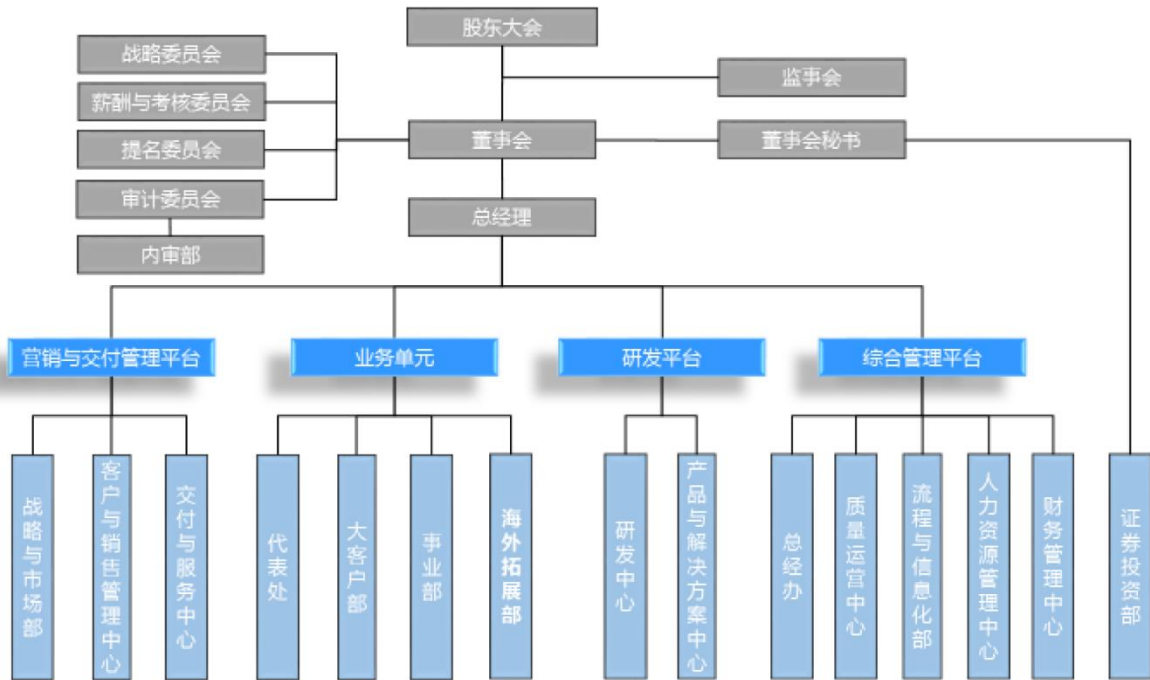 股东大会
战略委员会
监事会
薪酬与考核委员会
提名委员会
董事会
董事会秘书
审计委员会
总经理
内审部
营销与交付管理平台
业务单元
研发平台
综合管理平台
战略与市场部
客户与销售管理中心
交付与服务中心
代表处
大客户部
事业部
海外拓展部
研发中心
产品与解决方案中心
总经办
质量运营中心
流程与信息化部
人力资源管理中心
财务管理中心
证券投资部